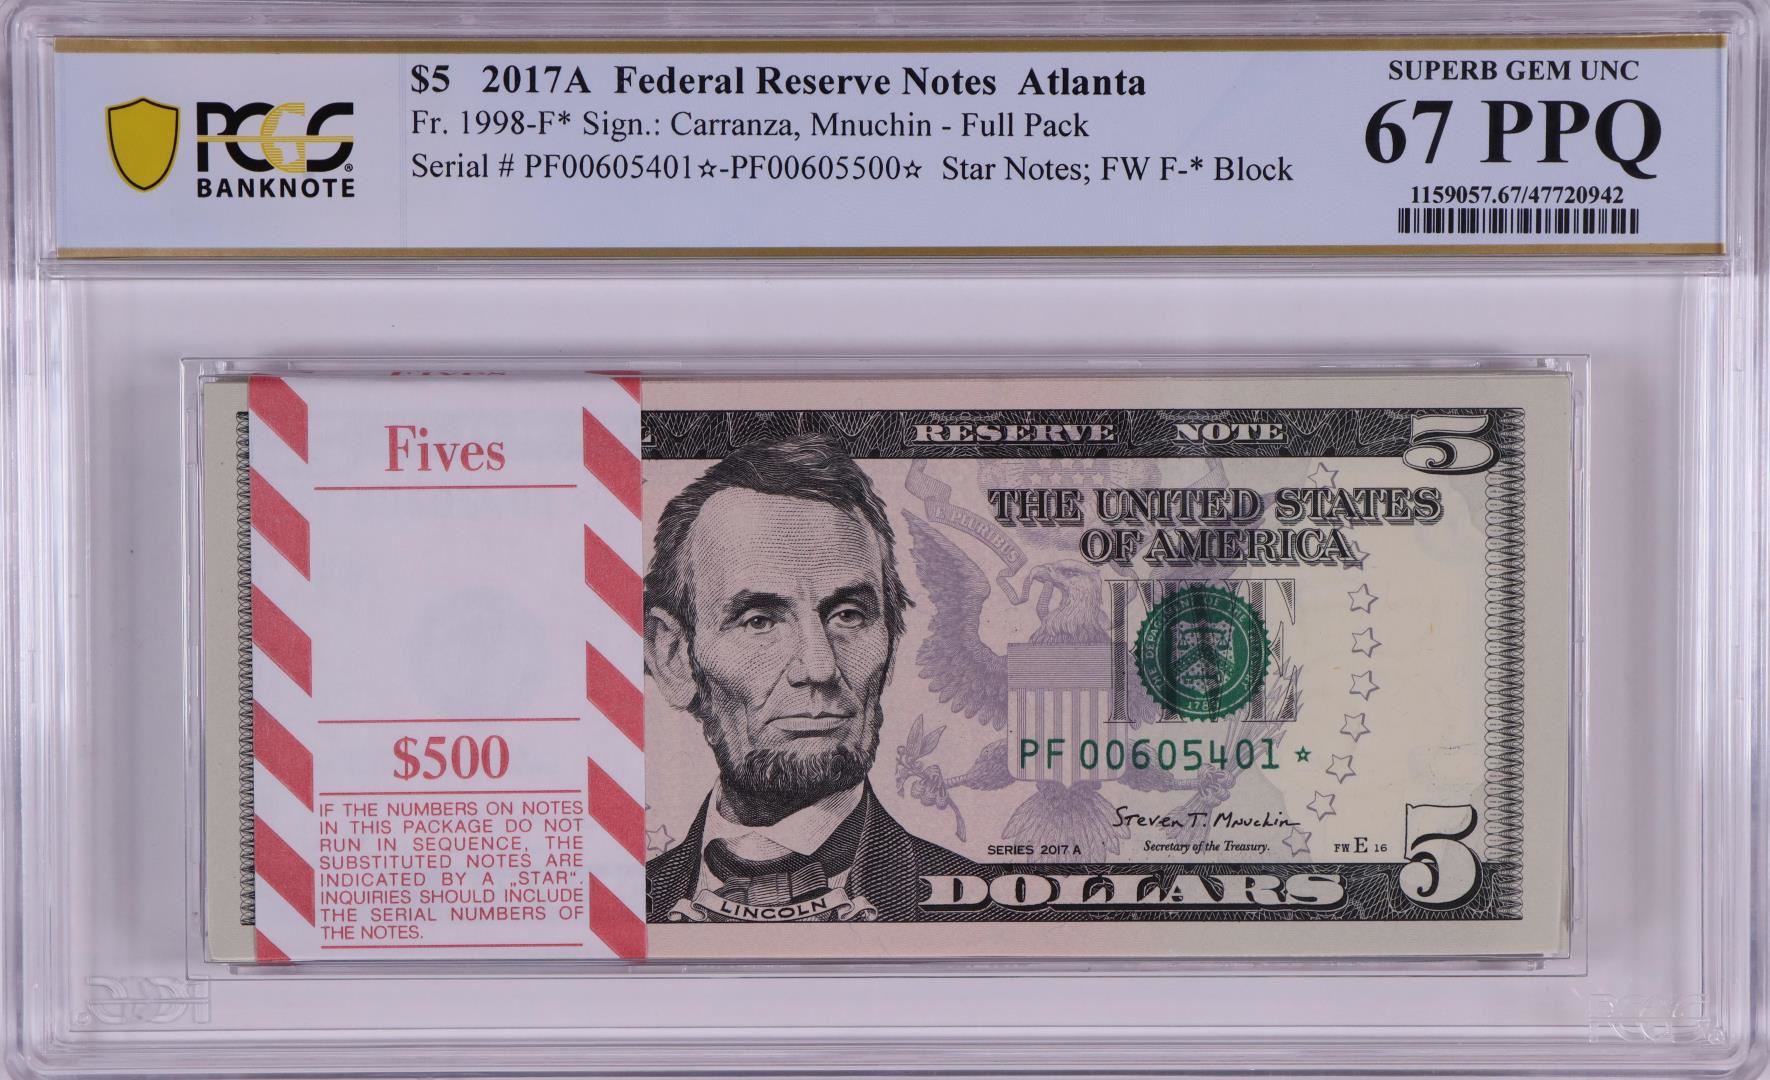 PCGS®
BANKNOTE
$5 2017A Federal Reserve Notes Atlanta
Fr. 1998-F* Sign.: Carranza, Mnuchin - Full Pack
Serial # PF00605401☆-PF00605500☆ Star Notes; FW F-* Block
SUPERB GEM UNC
67 PPQ
1159057.67/47720942
Fives
Fives
$500
IF THE NUMBERS ON NOTES
IN THIS PACKAGE DO NOT
RUN IN SEQUENCE, THE
SUBSTITUTED NOTES ARE
INDICATED BY A „STAR".
INQUIRIES SHOULD INCLUDE
THE SERIAL NUMBERS OF
THE NOTES.
RESERVE NOTE
5
THE UNITED STATES
OF AMERICA
E PLURIBUS
PF 00605401 ☆
Steven T. Mnuchin
Secretary of the Treasury.
SERIES 2017 A
FW E 16
5
LINCOLN
DOLLARS
PCGS